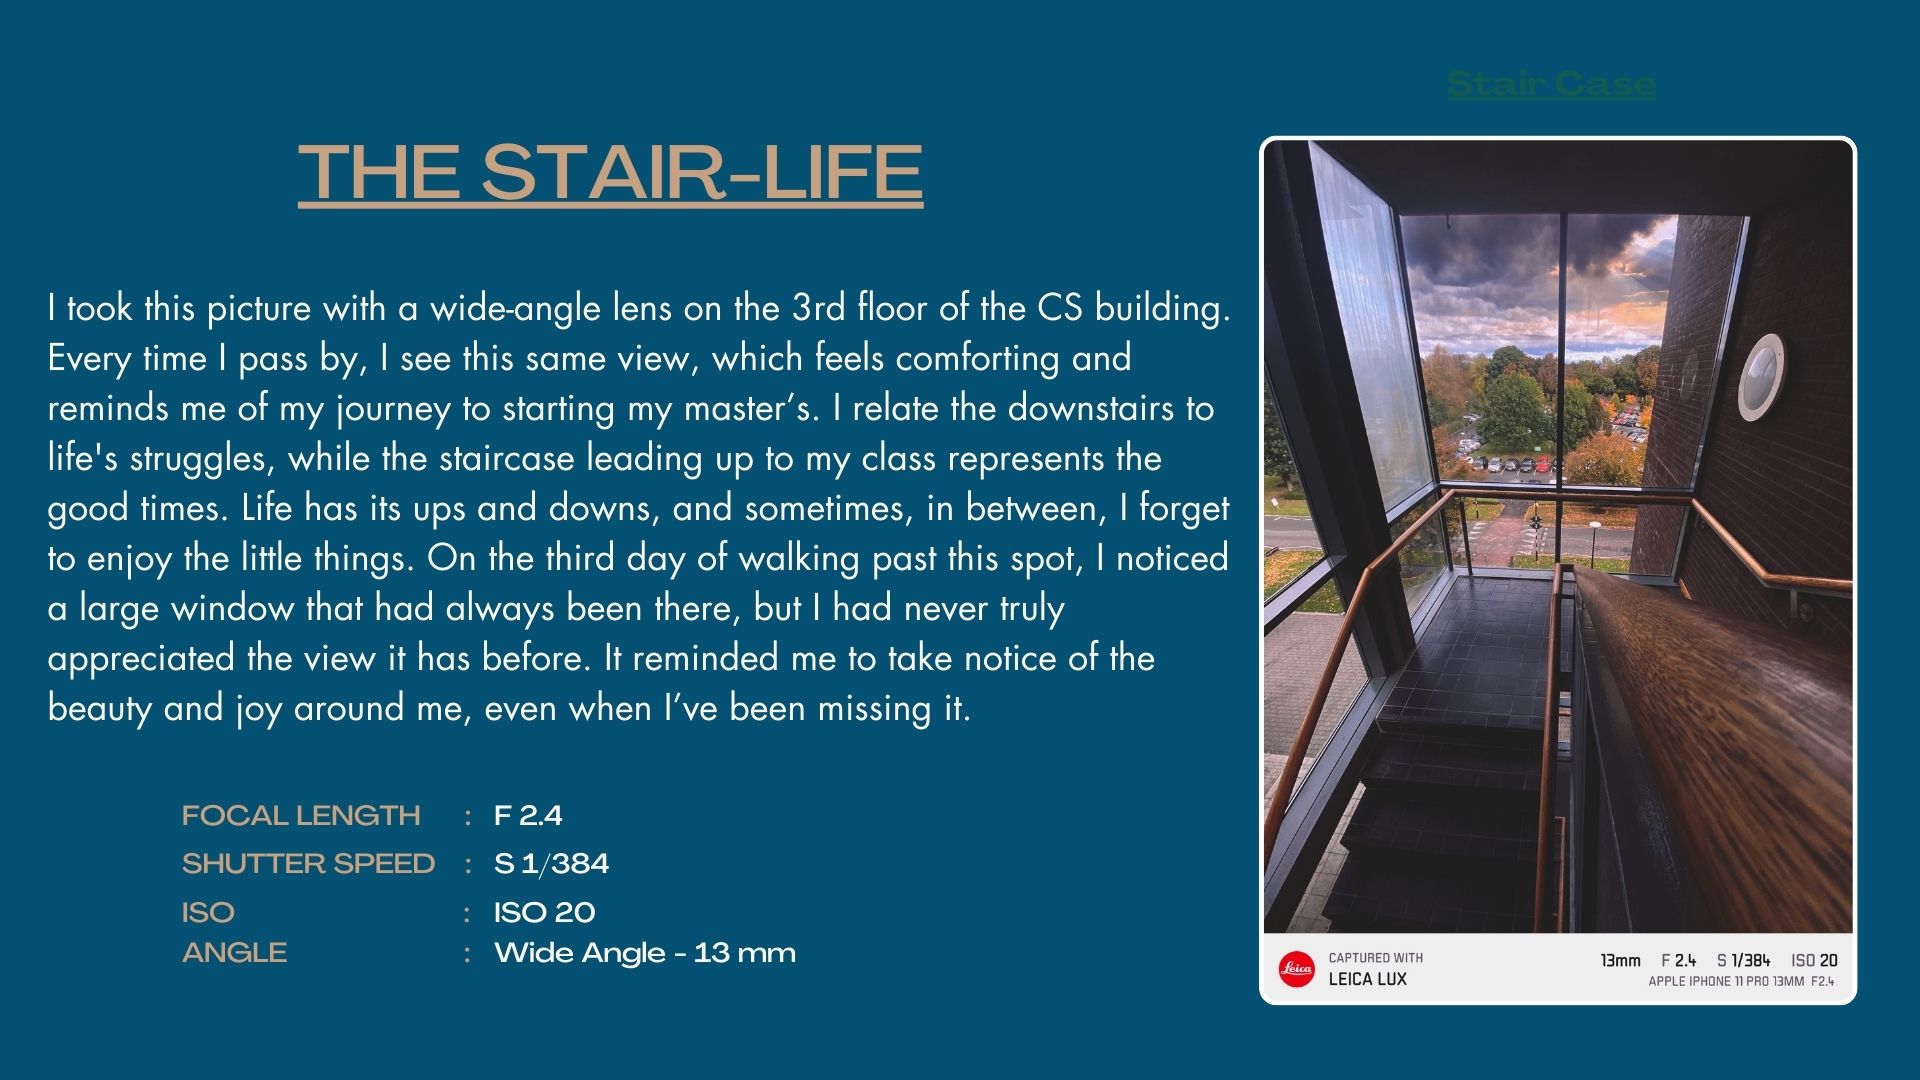 Stair Case
THE STAIR-LIFE
I took this picture with a wide-angle lens on the 3rd floor of the CS building.
Every time I pass by, I see this same view, which feels comforting and
reminds me of my journey to starting my master’s. I relate the downstairs to
life's struggles, while the staircase leading up to my class represents the
good times. Life has its ups and downs, and sometimes, in between, I forget
to enjoy the little things. On the third day of walking past this spot, I noticed
a large window that had always been there, but I had never truly
appreciated the view it has before. It reminded me to take notice of the
beauty and joy around me, even when I’ve been missing it.
FOCAL LENGTH : F 2.4
SHUTTER SPEED : S 1/384
ISO : ISO 20
ANGLE : Wide Angle - 13 mm
Leica
CAPTURED WITH
LEICA LUX
13mm F 2.4 S 1/384 ISO 20
APPLE IPHONE 11 PRO 13MM F2.4